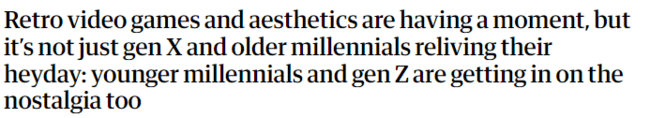 Retro video games and aesthetics are having a moment, but
it’s not just gen X and older millennials reliving their
heyday: younger millennials and gen Z are getting in on the
nostalgia too